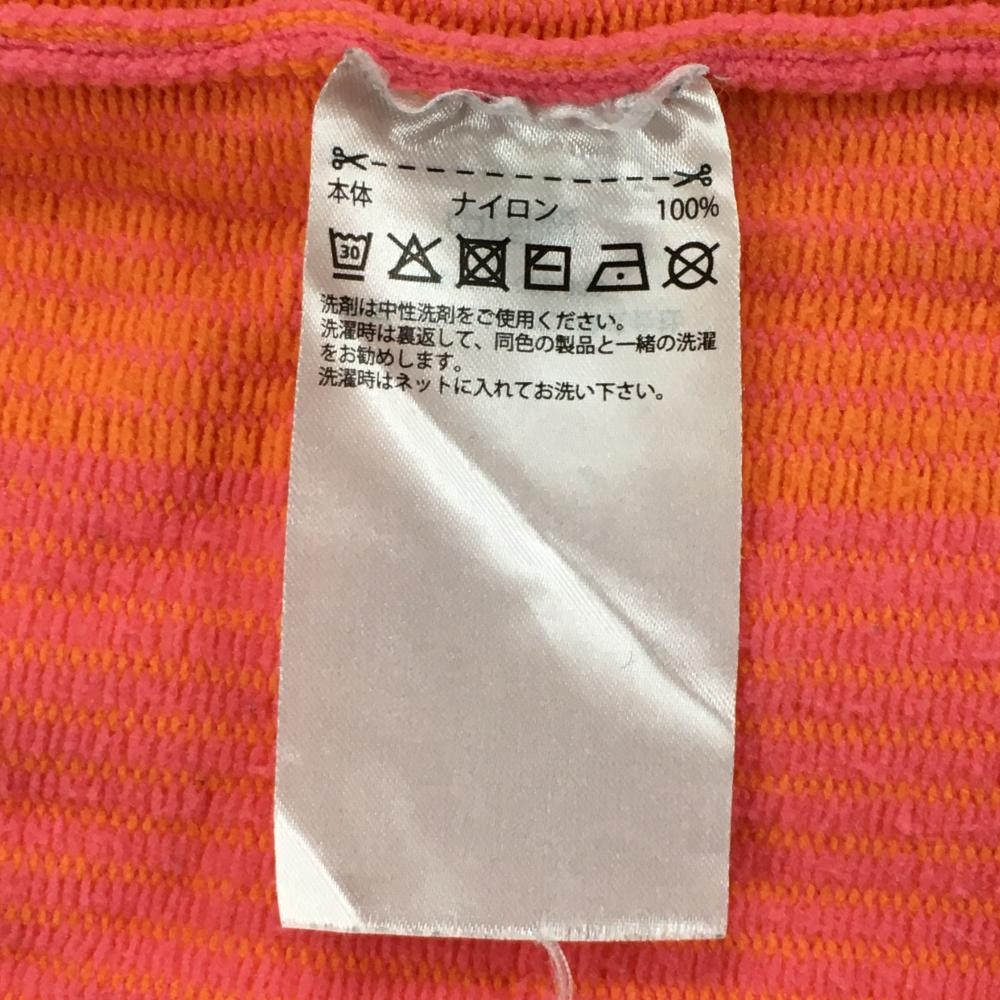 本体 ナイロン 100%
30
洗剤は中性洗剤をご使用ください。
洗濯時は裏返して、同色の製品と一緒の洗濯
をお勧めします。
洗濯時はネットに入れてお洗い下さい。